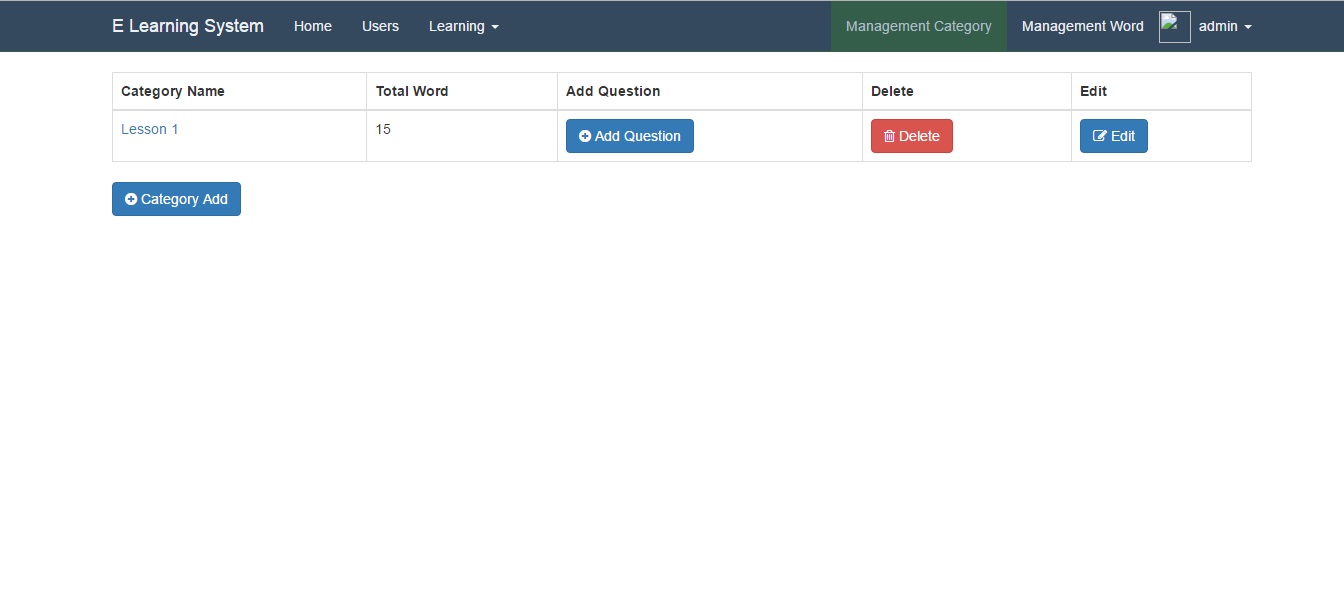 E Learning System Home Users Learning Management Category Management Word admin
Category Name Total Word Add Question Delete Edit
Lesson 1 15 Add Question Delete Edit
Category Add